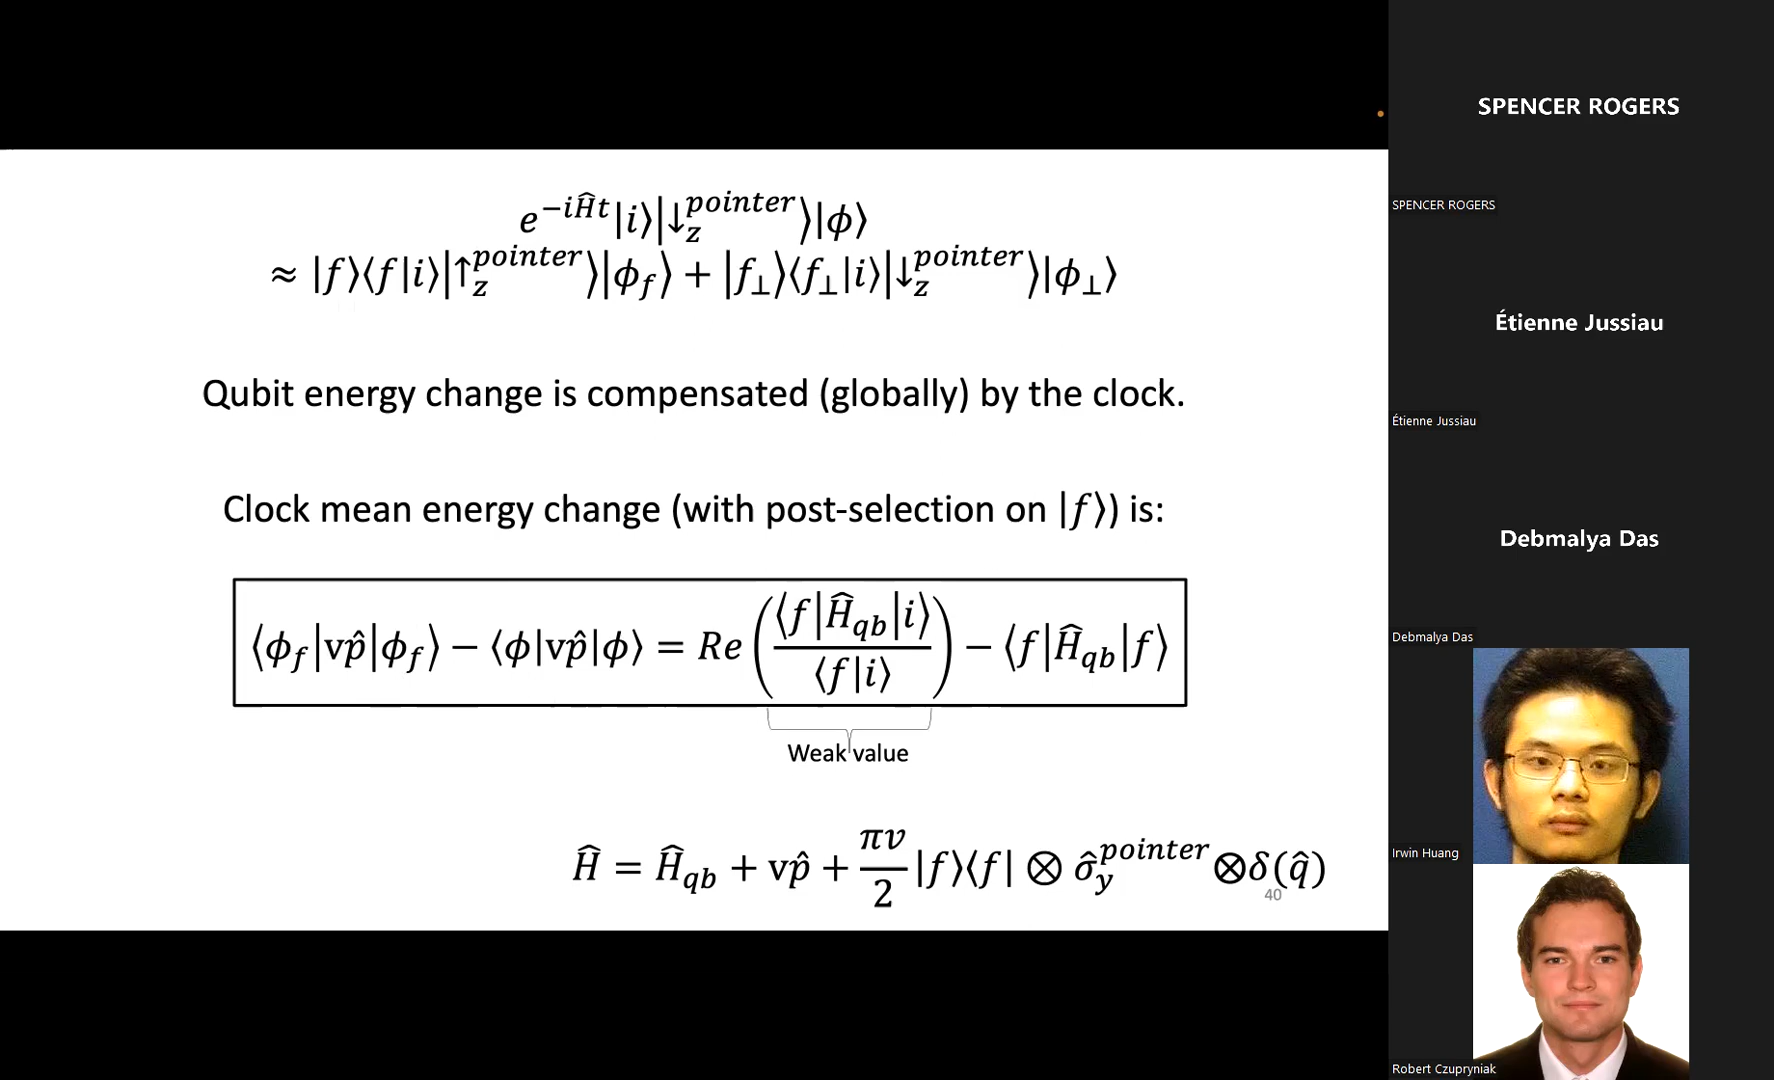 e^{-iĤt}|i⟩|↓_z^{pointer}⟩|ϕ⟩
≈ |f⟩⟨f|i⟩|↑_z^{pointer}⟩|ϕ_f⟩ + |f_⊥⟩⟨f_⊥|i⟩|↓_z^{pointer}⟩|ϕ_⊥⟩
Qubit energy change is compensated (globally) by the clock.
Clock mean energy change (with post-selection on |f⟩) is:
⟨ϕ_f|vp̂|ϕ_f⟩ − ⟨ϕ|vp̂|ϕ⟩ = Re(⟨f|Ĥ_{qb}|i⟩/⟨f|i⟩) − ⟨f|Ĥ_{qb}|f⟩
Weak value
Ĥ = Ĥ_{qb} + vp̂ + πv/2 |f⟩⟨f| ⊗ σ̂_y^{pointer} ⊗δ(q̂)
40
SPENCER ROGERS
SPENCER ROGERS
Étienne Jussiau
Étienne Jussiau
Debmalya Das
Debmalya Das
Irwin Huang
Robert Czupryniak